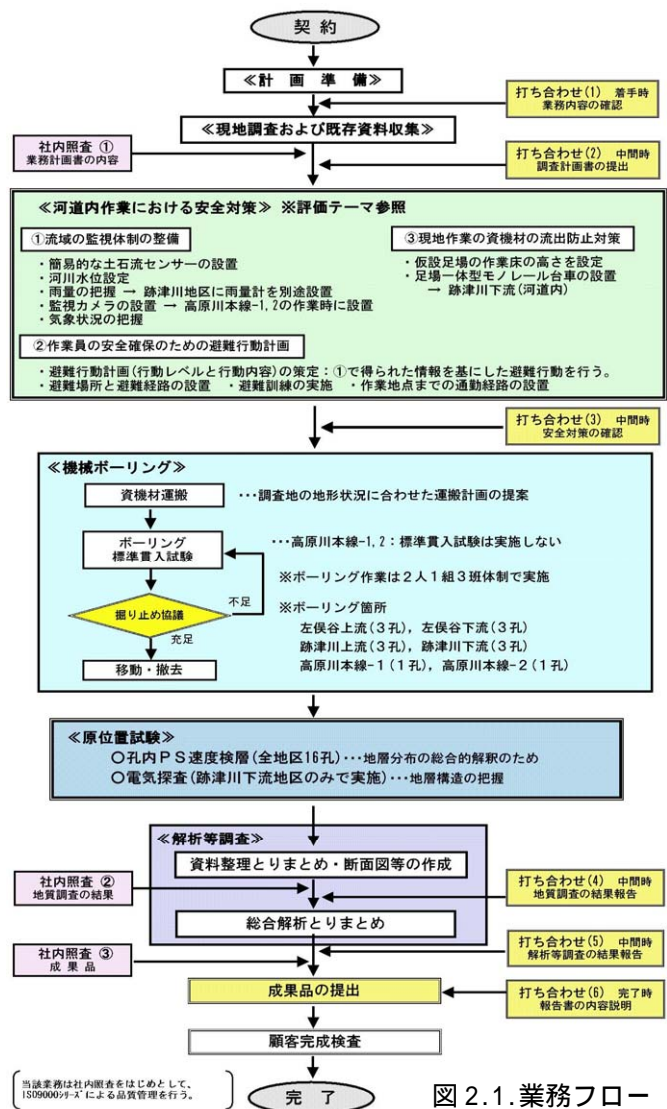 契 約
≪計 画 準 備≫
打ち合わせ(1) 着手時
業務内容の確認
≪現地調査および既存資料収集≫
社内照査 ①
業務計画書の内容
打ち合わせ(2) 中間時
調査計画書の提出
≪河道内作業における安全対策≫ ※評価テーマ参照
①流域の監視体制の整備
・簡易的な土石流センサーの設置
・河川水位設定
・雨量の把握 → 跡津川地区に雨量計を別途設置
・監視カメラの設置 → 高原川本線-1,2の作業時に設置
・気象状況の把握
③現地作業の資機材の流出防止対策
・仮設足場の作業床の高さを設定
・足場一体型モノレール台車の設置
→ 跡津川下流(河道内)
②作業員の安全確保のための避難行動計画
・避難行動計画(行動レベルと行動内容)の策定：①で得られた情報を基にした避難行動を行う。
・避難場所と避難経路の設置 ・避難訓練の実施 ・作業地点までの通勤経路の設置
打ち合わせ(3) 中間時
安全対策の確認
≪機械ボーリング≫
資機材運搬 ･･･調査地の地形状況に合わせた運搬計画の提案
ボーリング
標準貫入試験
･･･高原川本線-1,2：標準貫入試験は実施しない
※ボーリング作業は２人１組３班体制で実施
掘り止め協議
不足
充足
移動・撤去
※ボーリング箇所
左俣谷上流(３孔)，左俣谷下流(３孔)
跡津川上流(３孔)，跡津川下流(３孔)
高原川本線-１(１孔)，高原川本線-２(１孔)
≪原位置試験≫
○孔内ＰＳ速度検層(全地区16孔)･･･地層分布の総合的解釈のため
○電気探査(跡津川下流地区のみで実施)･･･地層構造の把握
≪解析等調査≫
資料整理とりまとめ・断面図等の作成
社内照査 ②
地質調査の結果
打ち合わせ(4) 中間時
地質調査の結果報告
総合解析とりまとめ
打ち合わせ(5) 中間時
解析等調査の結果報告
社内照査 ③
成 果 品
成果品の提出
打ち合わせ(6) 完了時
報告書の内容説明
顧客完成検査
当該業務は社内照査をはじめとして、
ISO9000ｼﾘｰｽﾞによる品質管理を行う。
完 了
図 2.1.業務フロー